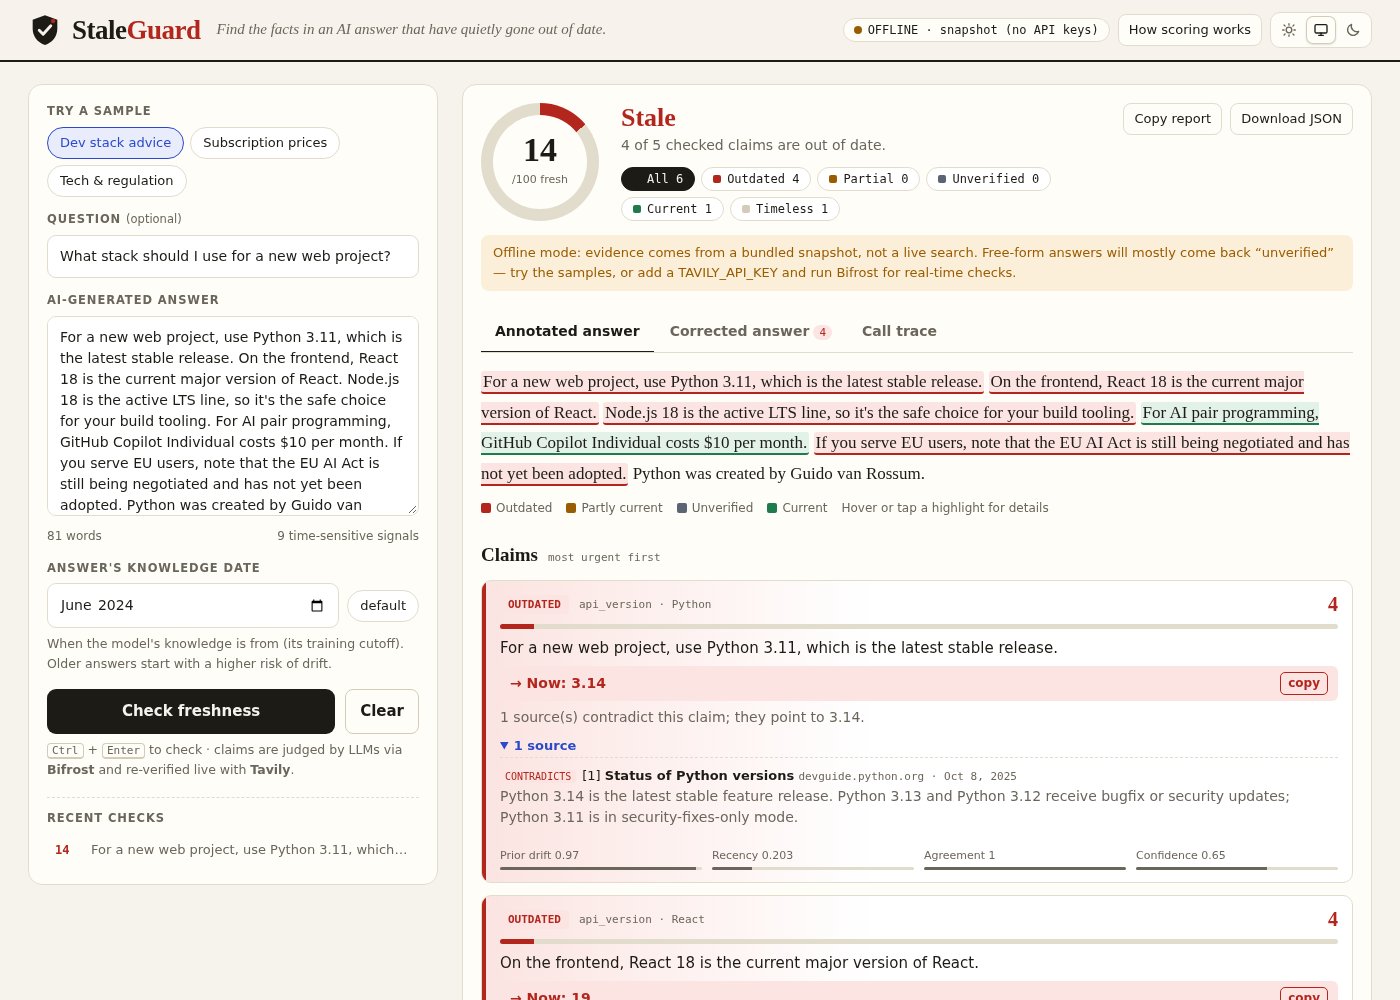 StaleGuard
Find the facts in an AI answer that have quietly gone out of date.
OFFLINE · snapshot (no API keys)
How scoring works
TRY A SAMPLE
Dev stack advice
Subscription prices
Tech & regulation
QUESTION (optional)
What stack should I use for a new web project?
AI-GENERATED ANSWER
For a new web project, use Python 3.11, which is
the latest stable release. On the frontend, React
18 is the current major version of React. Node.js
18 is the active LTS line, so it's the safe choice
for your build tooling. For AI pair programming,
GitHub Copilot Individual costs $10 per month. If
you serve EU users, note that the EU AI Act is
still being negotiated and has not yet been
adopted. Python was created by Guido van
81 words
9 time-sensitive signals
ANSWER'S KNOWLEDGE DATE
June 2024
default
When the model's knowledge is from (its training cutoff).
Older answers start with a higher risk of drift.
Check freshness
Clear
Ctrl + Enter to check · claims are judged by LLMs via
Bifrost and re-verified live with Tavily.
RECENT CHECKS
14 For a new web project, use Python 3.11, which…
14
/100 fresh
Stale
4 of 5 checked claims are out of date.
Copy report
Download JSON
All 6
Outdated 4
Partial 0
Unverified 0
Current 1
Timeless 1
Offline mode: evidence comes from a bundled snapshot, not a live search. Free-form answers will mostly come back “unverified”
— try the samples, or add a TAVILY_API_KEY and run Bifrost for real-time checks.
Annotated answer
Corrected answer 4
Call trace
For a new web project, use Python 3.11, which is the latest stable release. On the frontend, React 18 is the current major
version of React. Node.js 18 is the active LTS line, so it's the safe choice for your build tooling. For AI pair programming,
GitHub Copilot Individual costs $10 per month. If you serve EU users, note that the EU AI Act is still being negotiated and has
not yet been adopted. Python was created by Guido van Rossum.
Outdated
Partly current
Unverified
Current
Hover or tap a highlight for details
Claims most urgent first
OUTDATED api_version · Python 4
For a new web project, use Python 3.11, which is the latest stable release.
→ Now: 3.14
copy
1 source(s) contradict this claim; they point to 3.14.
▼ 1 source
CONTRADICTS [1] Status of Python versions devguide.python.org · Oct 8, 2025
Python 3.14 is the latest stable feature release. Python 3.13 and Python 3.12 receive bugfix or security updates;
Python 3.11 is in security-fixes-only mode.
Prior drift 0.97
Recency 0.203
Agreement 1
Confidence 0.65
OUTDATED api_version · React 4
On the frontend, React 18 is the current major version of React.
→ Now: 19
copy